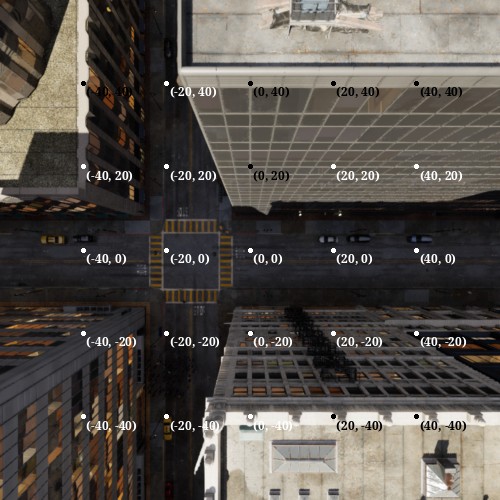 (-40, 40) (-20, 40) (0, 40) (20, 40) (40, 40)
(-40, 20) (-20, 20) (0, 20) (20, 20) (40, 20)
(-40, 0) (-20, 0) (0, 0) (20, 0) (40, 0)
(-40, -20) (-20, -20) (0, -20) (20, -20) (40, -20)
(-40, -40) (-20, -40) (0, -40) (20, -40) (40, -40)